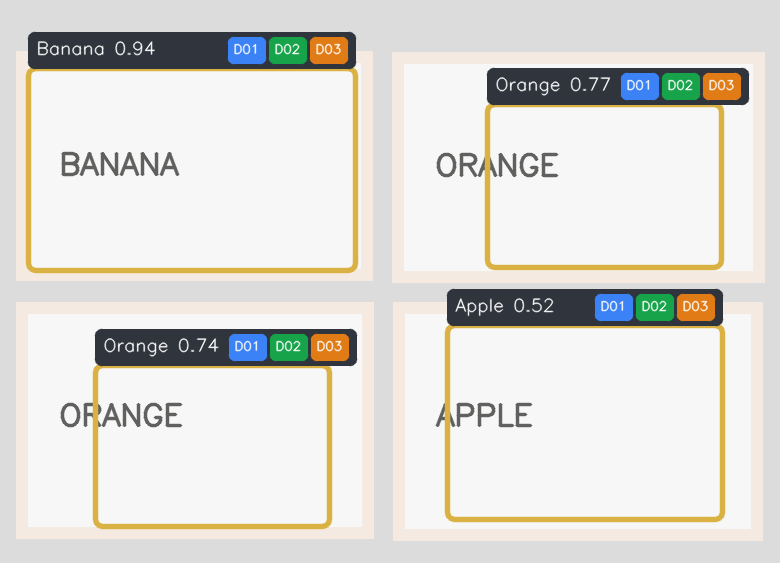 Banana 0.94 D01 D02 D03
BANANA
Orange 0.77 D01 D02 D03
ORANGE
Orange 0.74 D01 D02 D03
ORANGE
Apple 0.52 D01 D02 D03
APPLE